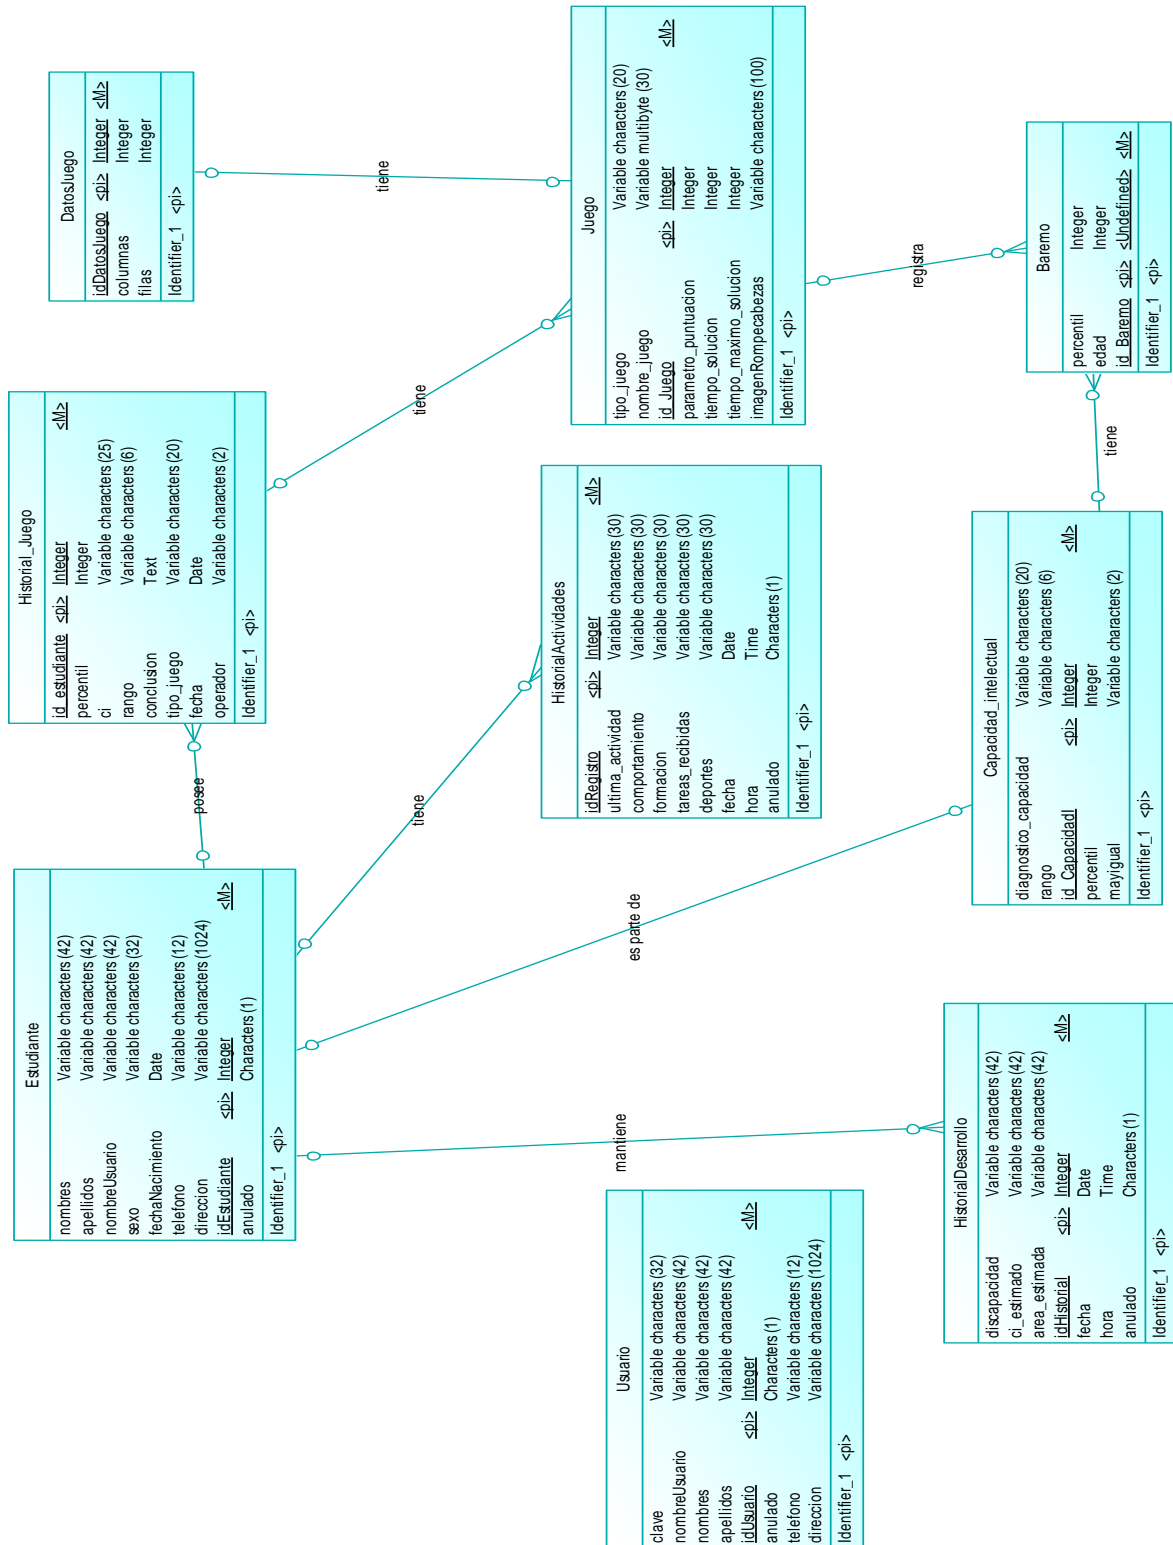 Estudiante
nombres Variable characters (42)
apellidos Variable characters (42)
nombreUsuario Variable characters (42)
sexo Variable characters (32)
fechaNacimiento Date
telefono Variable characters (12)
direccion Variable characters (1024)
idEstudiante <pi> Integer <M>
anulado Characters (1)
Identifier_1 <pi>
posee
Historial_Juego
id_estudiante <pi> Integer <M>
percentil Integer
ci Variable characters (25)
rango Variable characters (6)
conclusion Text
tipo_juego Variable characters (20)
fecha Date
operador Variable characters (2)
Identifier_1 <pi>
DatosJuego
idDatosJuego <pi> Integer <M>
columnas Integer
filas Integer
Identifier_1 <pi>
tiene
tiene
tiene
Usuario
clave Variable characters (32)
nombreUsuario Variable characters (42)
nombres Variable characters (42)
apellidos Variable characters (42)
idUsuario <pi> Integer <M>
anulado Characters (1)
telefono Variable characters (12)
direccion Variable characters (1024)
Identifier_1 <pi>
mantiene
es parte de
HistorialActividades
idRegistro <pi> Integer <M>
ultima_actividad Variable characters (30)
comportamiento Variable characters (30)
formacion Variable characters (30)
tareas_recibidas Variable characters (30)
deportes Variable characters (30)
fecha Date
hora Time
anulado Characters (1)
Identifier_1 <pi>
Juego
tipo_juego Variable characters (20)
nombre_juego Variable multibyte (30)
id_Juego <pi> Integer <M>
parametro_puntuacion Integer
tiempo_solucion Integer
tiempo_maximo_solucion Integer
imagenRompecabezas Variable characters (100)
Identifier_1 <pi>
registra
HistorialDesarrollo
discapacidad Variable characters (42)
ci_estimado Variable characters (42)
area_estimada Variable characters (42)
idHistorial <pi> Integer <M>
fecha Date
hora Time
anulado Characters (1)
Identifier_1 <pi>
Capacidad_intelectual
diagnostico_capacidad Variable characters (20)
rango Variable characters (6)
id_CapacidadI <pi> Integer <M>
percentil Integer
mayigual Variable characters (2)
Identifier_1 <pi>
tiene
Baremo
percentil Integer
edad Integer
id_Baremo <pi> <Undefined> <M>
Identifier_1 <pi>